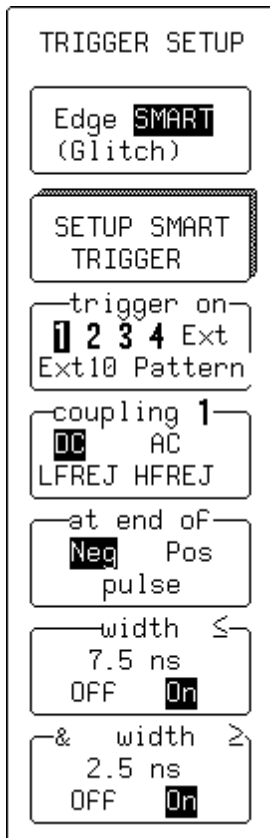 TRIGGER SETUP
Edge SMART
(Glitch)
SETUP SMART
TRIGGER
trigger on
1 2 3 4 Ext
Ext10 Pattern
coupling 1
DC AC
LFREJ HFREJ
at end of
Neg Pos
pulse
width ≤
7.5 ns
OFF On
& width ≥
2.5 ns
OFF On